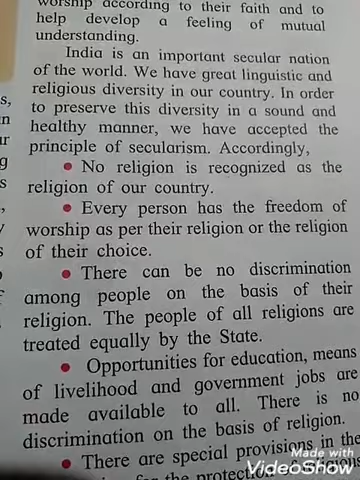 worship according to their faith and to
help develop a feeling of mutual
understanding.
India is an important secular nation
of the world. We have great linguistic and
religious diversity in our country. In order
to preserve this diversity in a sound and
healthy manner, we have accepted the
principle of secularism. Accordingly,
• No religion is recognized as the
religion of our country.
• Every person has the freedom of
worship as per their religion or the religion
of their choice.
• There can be no discrimination
among people on the basis of their
religion. The people of all religions are
treated equally by the State.
• Opportunities for education, means
of livelihood and government jobs are
made available to all. There is no
discrimination on the basis of religion.
• There are special provisions in the
for the protection of religious
Made with
VideoShow